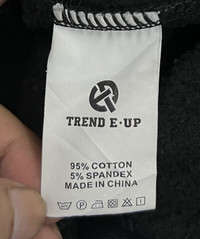 TREND E·UP
95% COTTON
5% SPANDEX
MADE IN CHINA